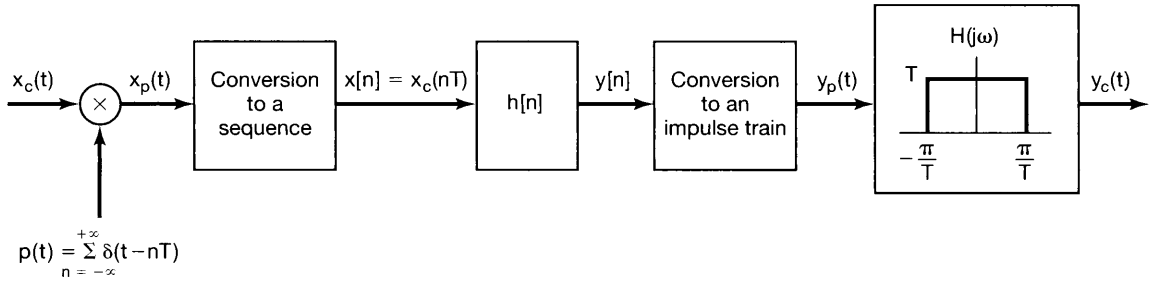 x_c(t)
x_p(t)
Conversion
to a
sequence
x[n] = x_c(nT)
h[n]
y[n]
Conversion
to an
impulse train
y_p(t)
H(jω)
T
-π/T
π/T
y_c(t)
×
p(t) = Σ_{n = -∞}^{+∞} δ(t-nT)